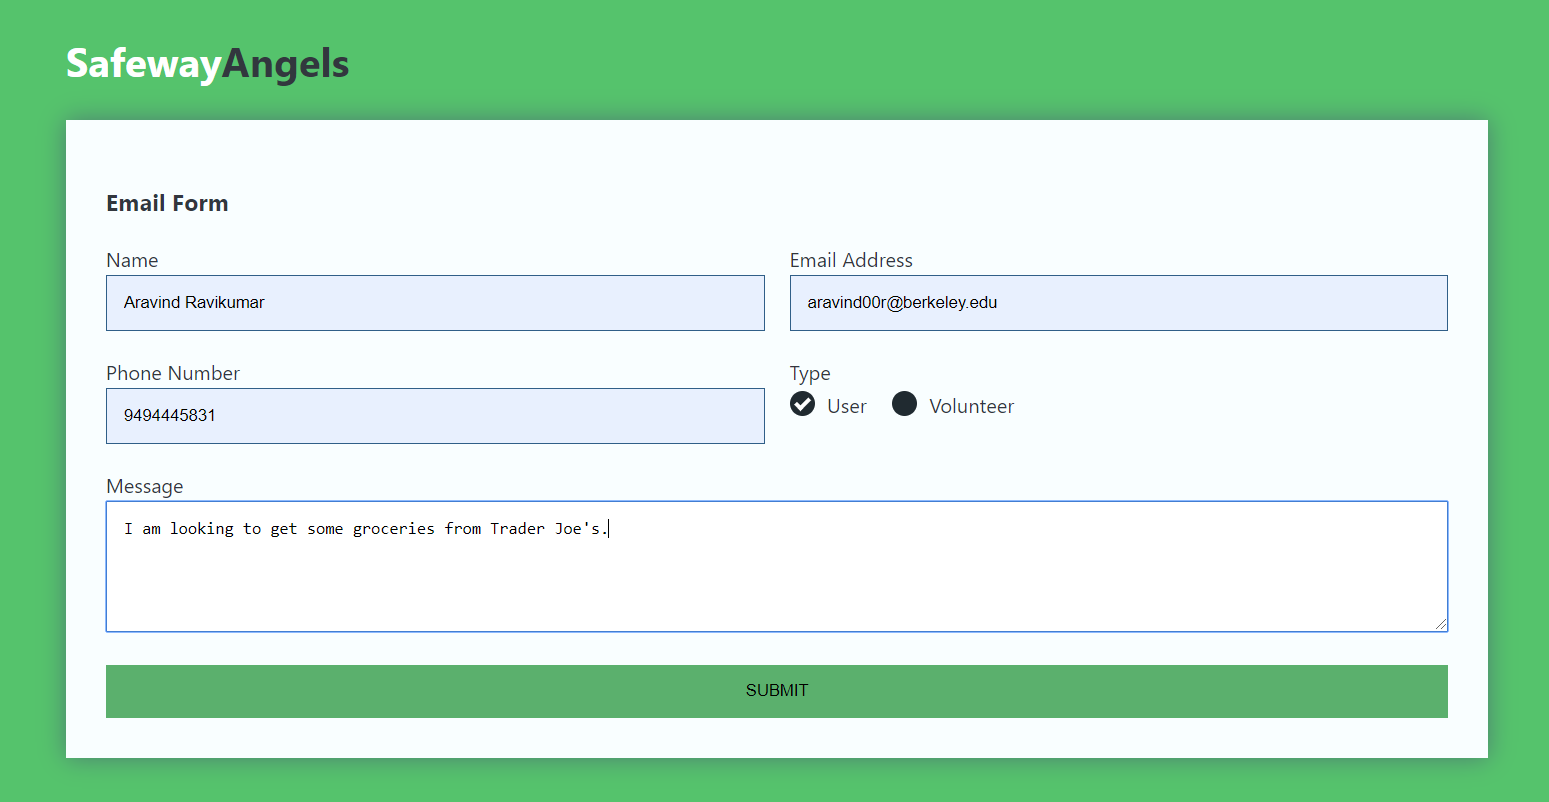 SafewayAngels
Email Form
Name
Email Address
Aravind Ravikumar
aravind00r@berkeley.edu
Phone Number
Type
9494445831
User
Volunteer
Message
I am looking to get some groceries from Trader Joe's.
SUBMIT